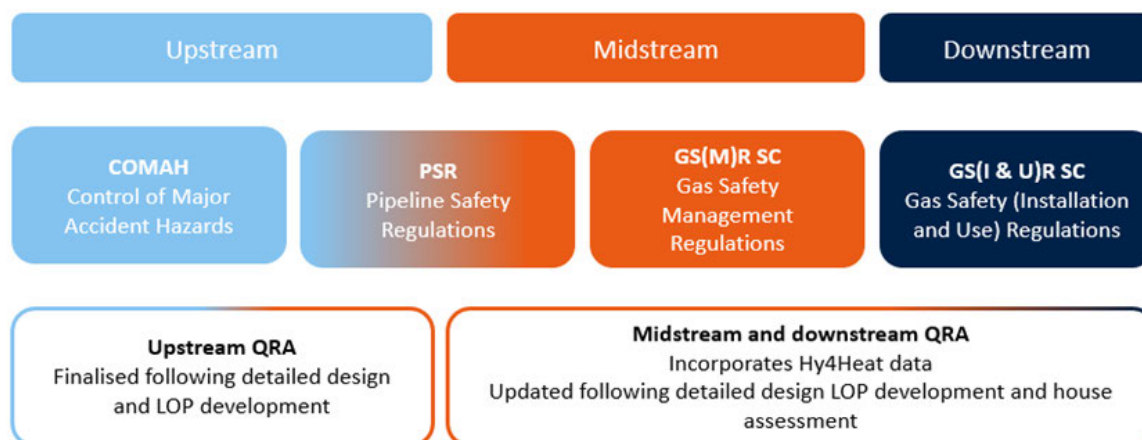 Upstream
Midstream
Downstream
COMAH
Control of Major
Accident Hazards
PSR
Pipeline Safety
Regulations
GS(M)R SC
Gas Safety
Management
Regulations
GS(I & U)R SC
Gas Safety (Installation
and Use) Regulations
Upstream QRA
Finalised following detailed design
and LOP development
Midstream and downstream QRA
Incorporates Hy4Heat data
Updated following detailed design LOP development and house
assessment